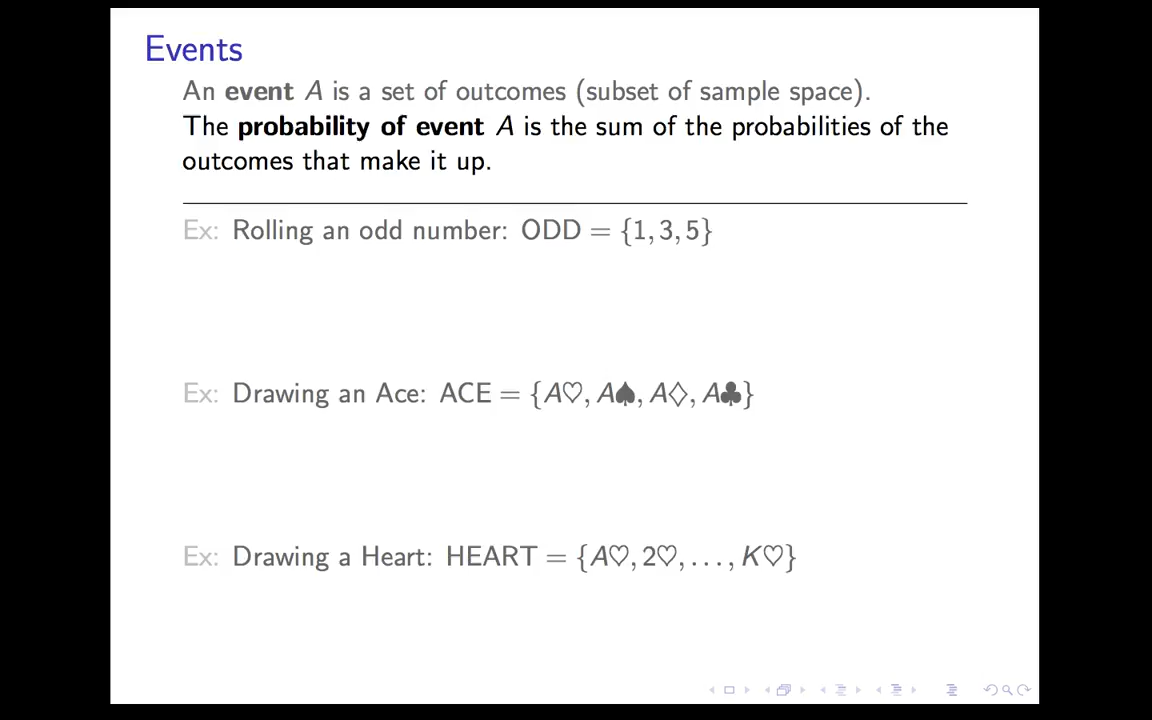 Events
An event A is a set of outcomes (subset of sample space).
The probability of event A is the sum of the probabilities of the
outcomes that make it up.
Ex: Rolling an odd number: ODD = {1, 3, 5}
Ex: Drawing an Ace: ACE = {A♡, A♠, A♢, A♣}
Ex: Drawing a Heart: HEART = {A♡, 2♡, . . . , K♡}